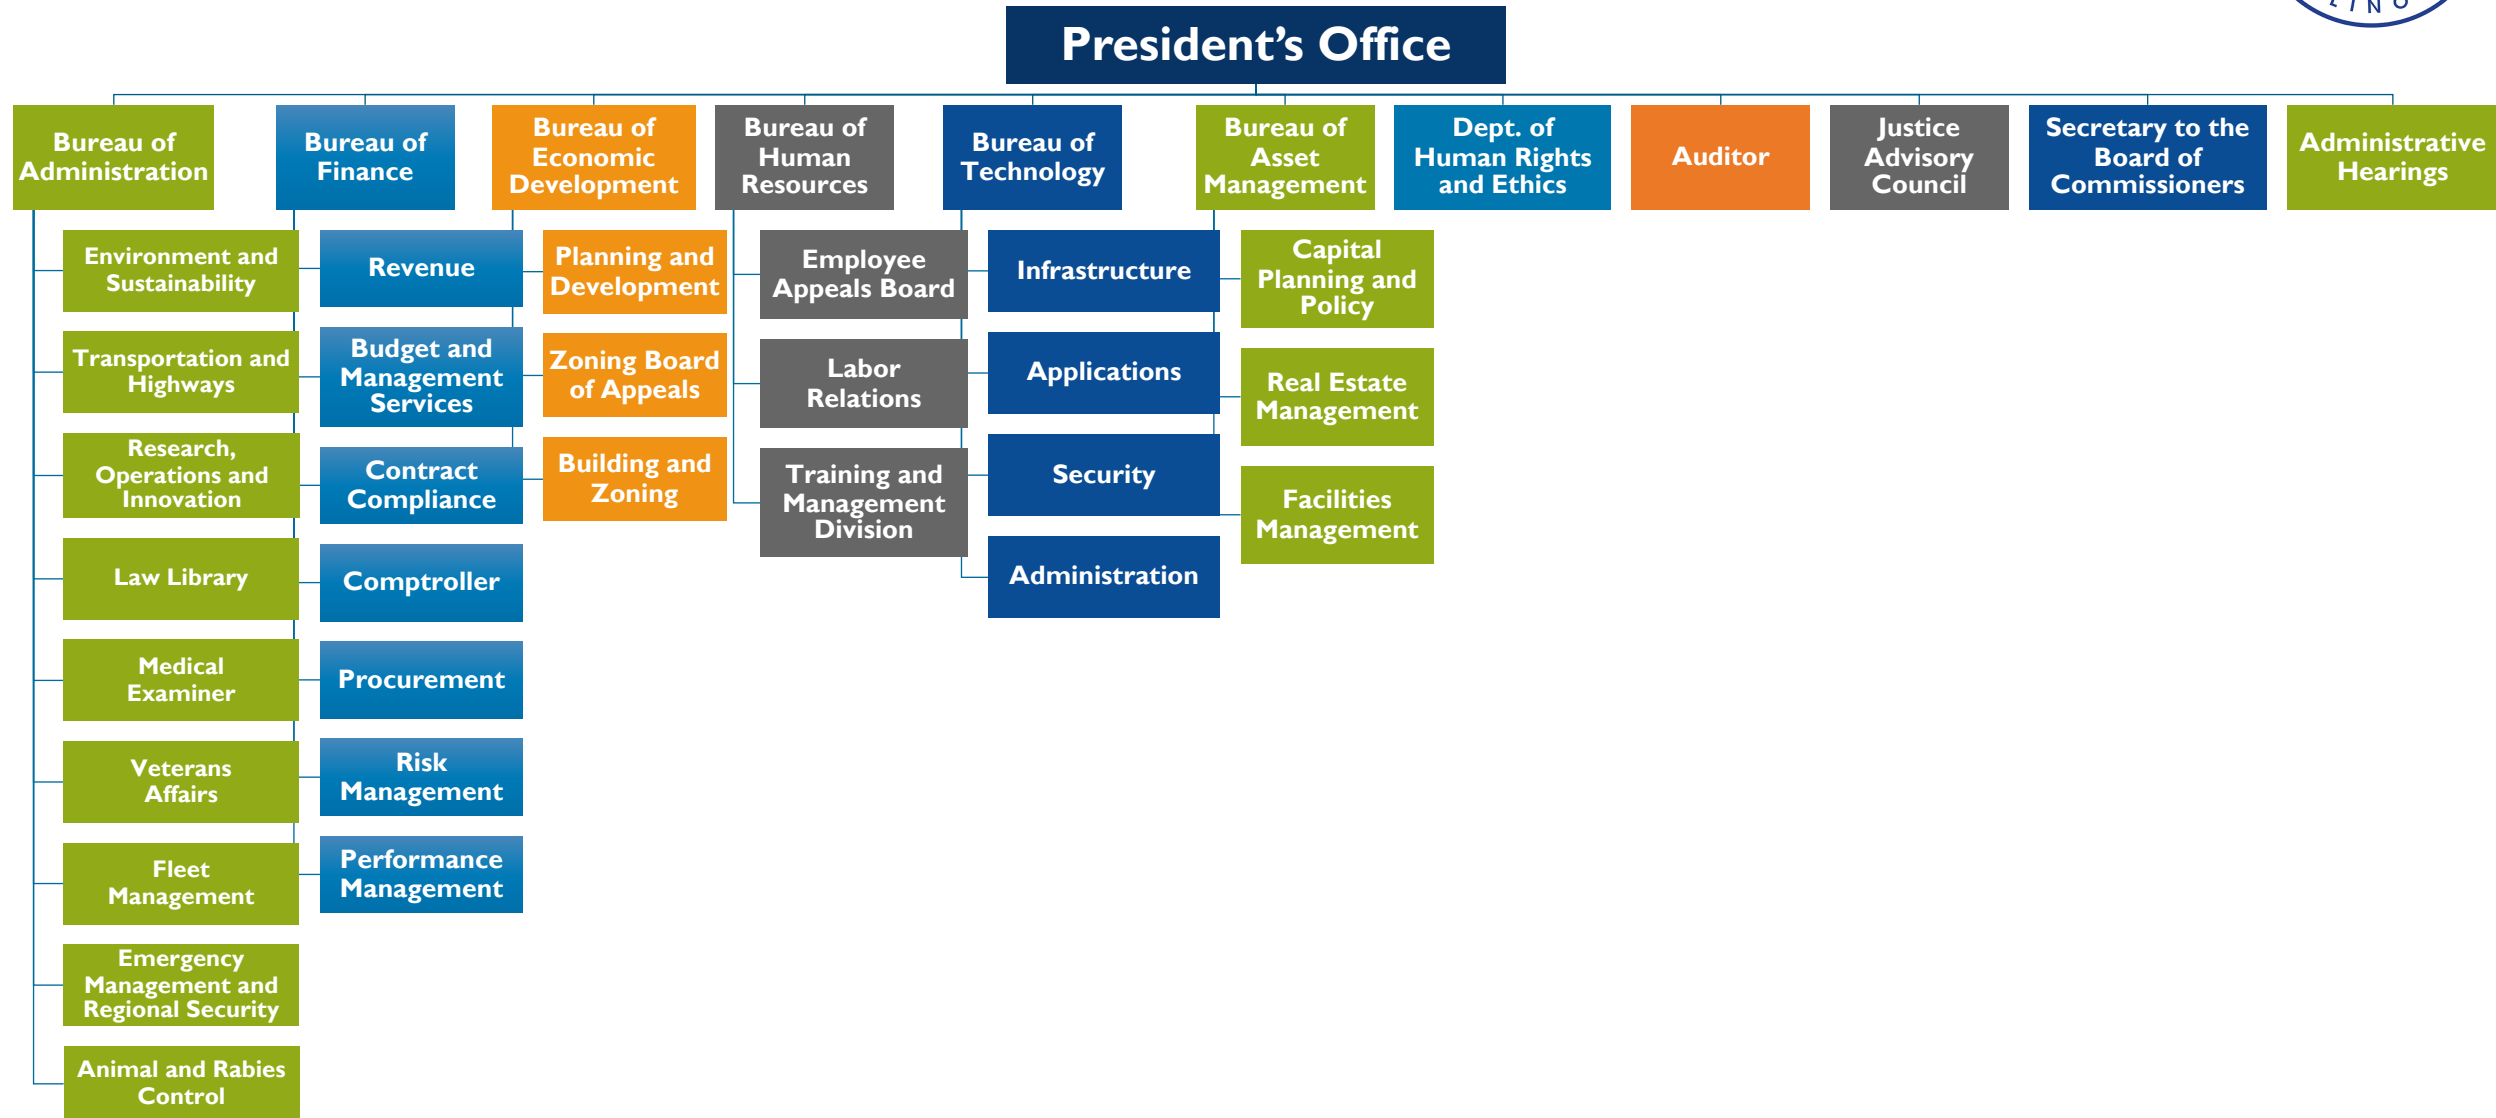 LINO
President's Office
Bureau of
Administration
Bureau of
Finance
Bureau of
Economic
Development
Bureau of
Human
Resources
Bureau of
Technology
Bureau of
Asset
Management
Dept. of
Human Rights
and Ethics
Auditor
Justice
Advisory
Council
Secretary to the
Board of
Commissioners
Administrative
Hearings
Environment and
Sustainability
Transportation and
Highways
Research,
Operations and
Innovation
Law Library
Medical
Examiner
Veterans
Affairs
Fleet
Management
Emergency
Management and
Regional Security
Animal and Rabies
Control
Revenue
Budget and
Management
Services
Contract
Compliance
Comptroller
Procurement
Risk
Management
Performance
Management
Planning and
Development
Zoning Board
of Appeals
Building and
Zoning
Employee
Appeals Board
Labor
Relations
Training and
Management
Division
Infrastructure
Applications
Security
Administration
Capital
Planning and
Policy
Real Estate
Management
Facilities
Management